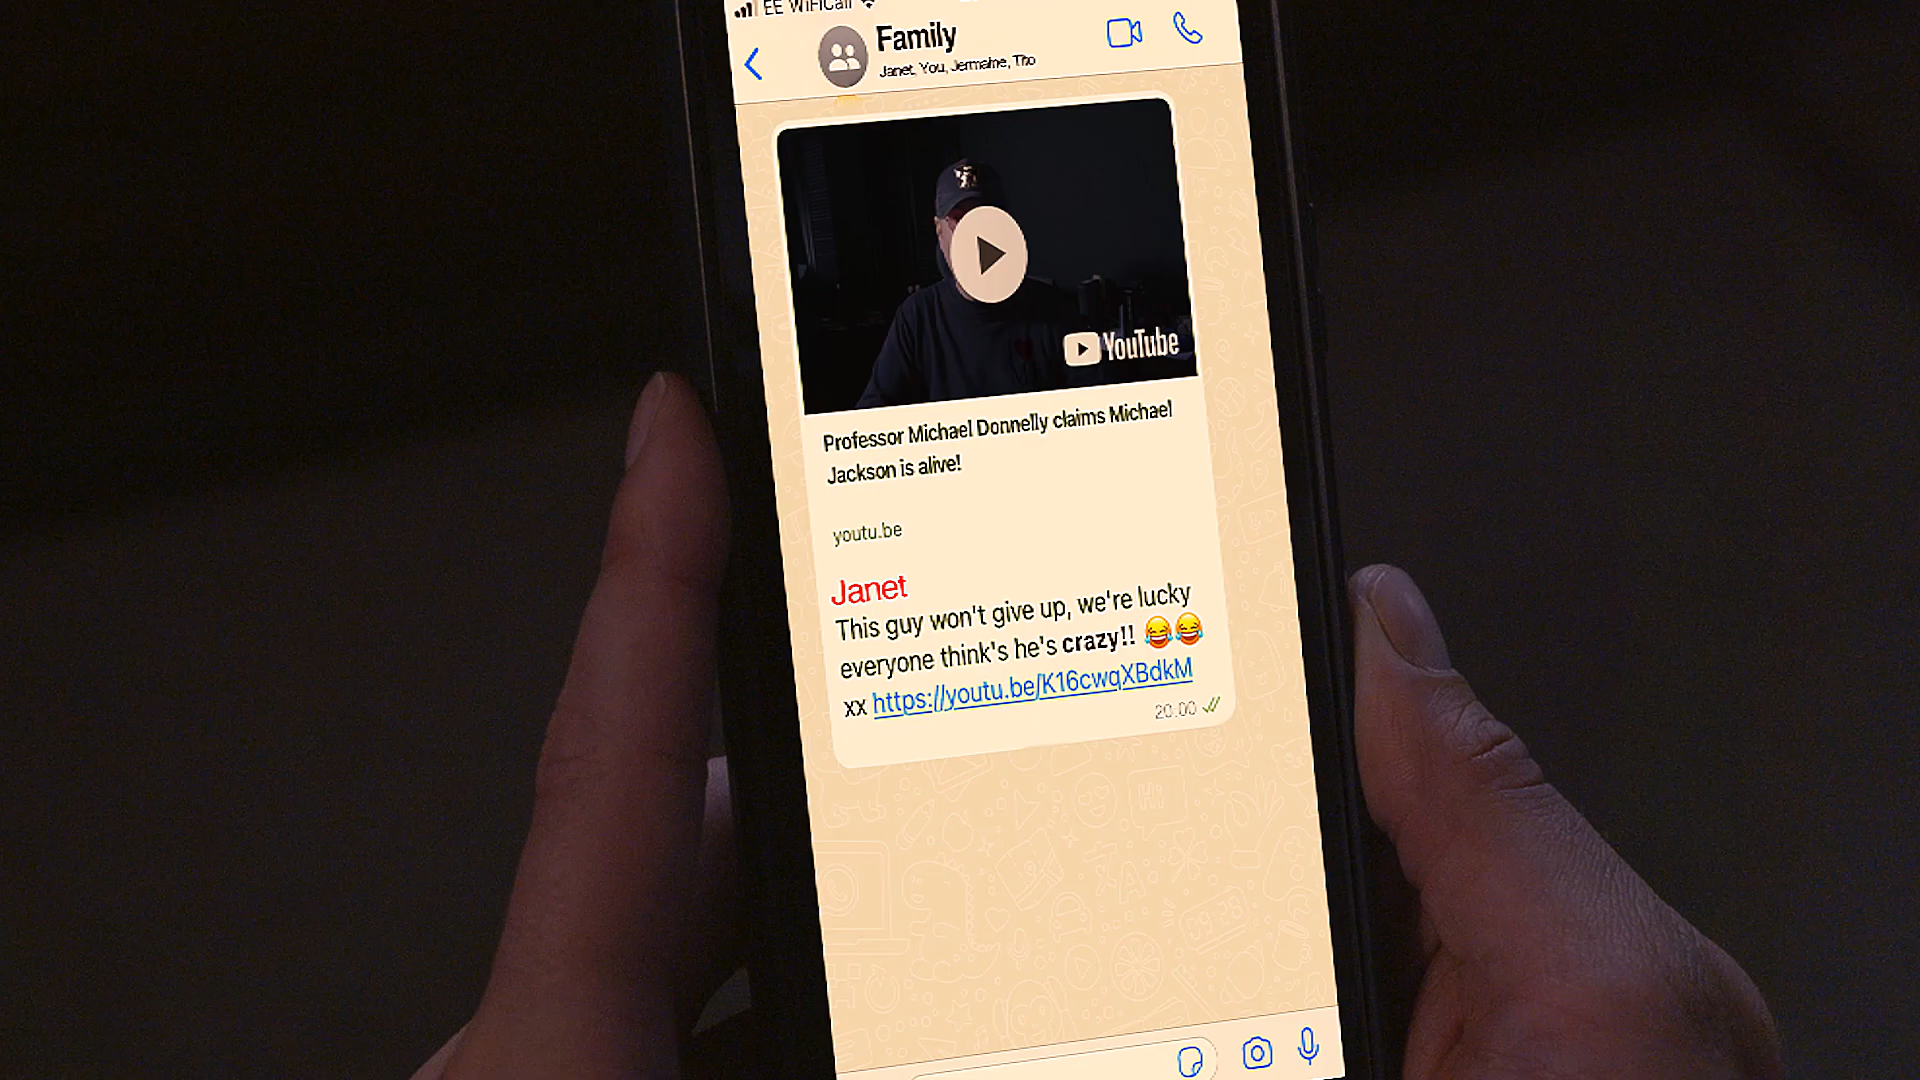 EE WiFiCall
Family
Janet, You, Jermaine, Tito
YouTube
Professor Michael Donnelly claims Michael
Jackson is alive!
youtu.be
Janet
This guy won't give up, we're lucky
everyone think's he's crazy!! 😂😂
xx https://youtu.be/K16cwqXBdkM
20:00